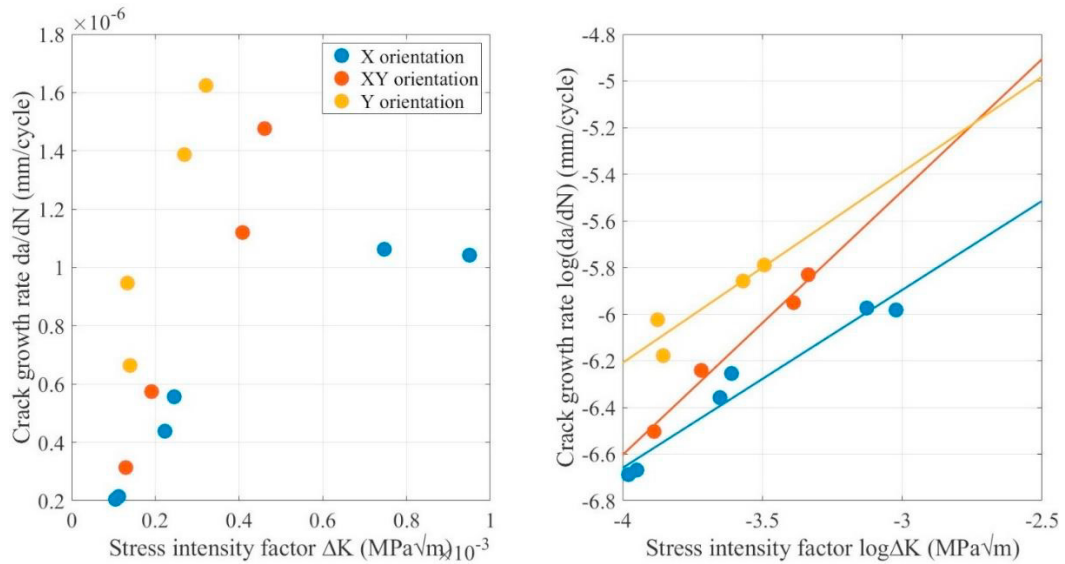 ×10⁻⁶
1.8
1.6
1.4
1.2
1
0.8
0.6
0.4
0.2
Crack growth rate da/dN (mm/cycle)
X orientation
XY orientation
Y orientation
0 0.2 0.4 0.6 0.8 1
Stress intensity factor ΔK (MPa√m)
×10⁻³
-4.8
-5
-5.2
-5.4
-5.6
-5.8
-6
-6.2
-6.4
-6.6
-6.8
Crack growth rate log(da/dN) (mm/cycle)
-4 -3.5 -3 -2.5
Stress intensity factor logΔK (MPa√m)